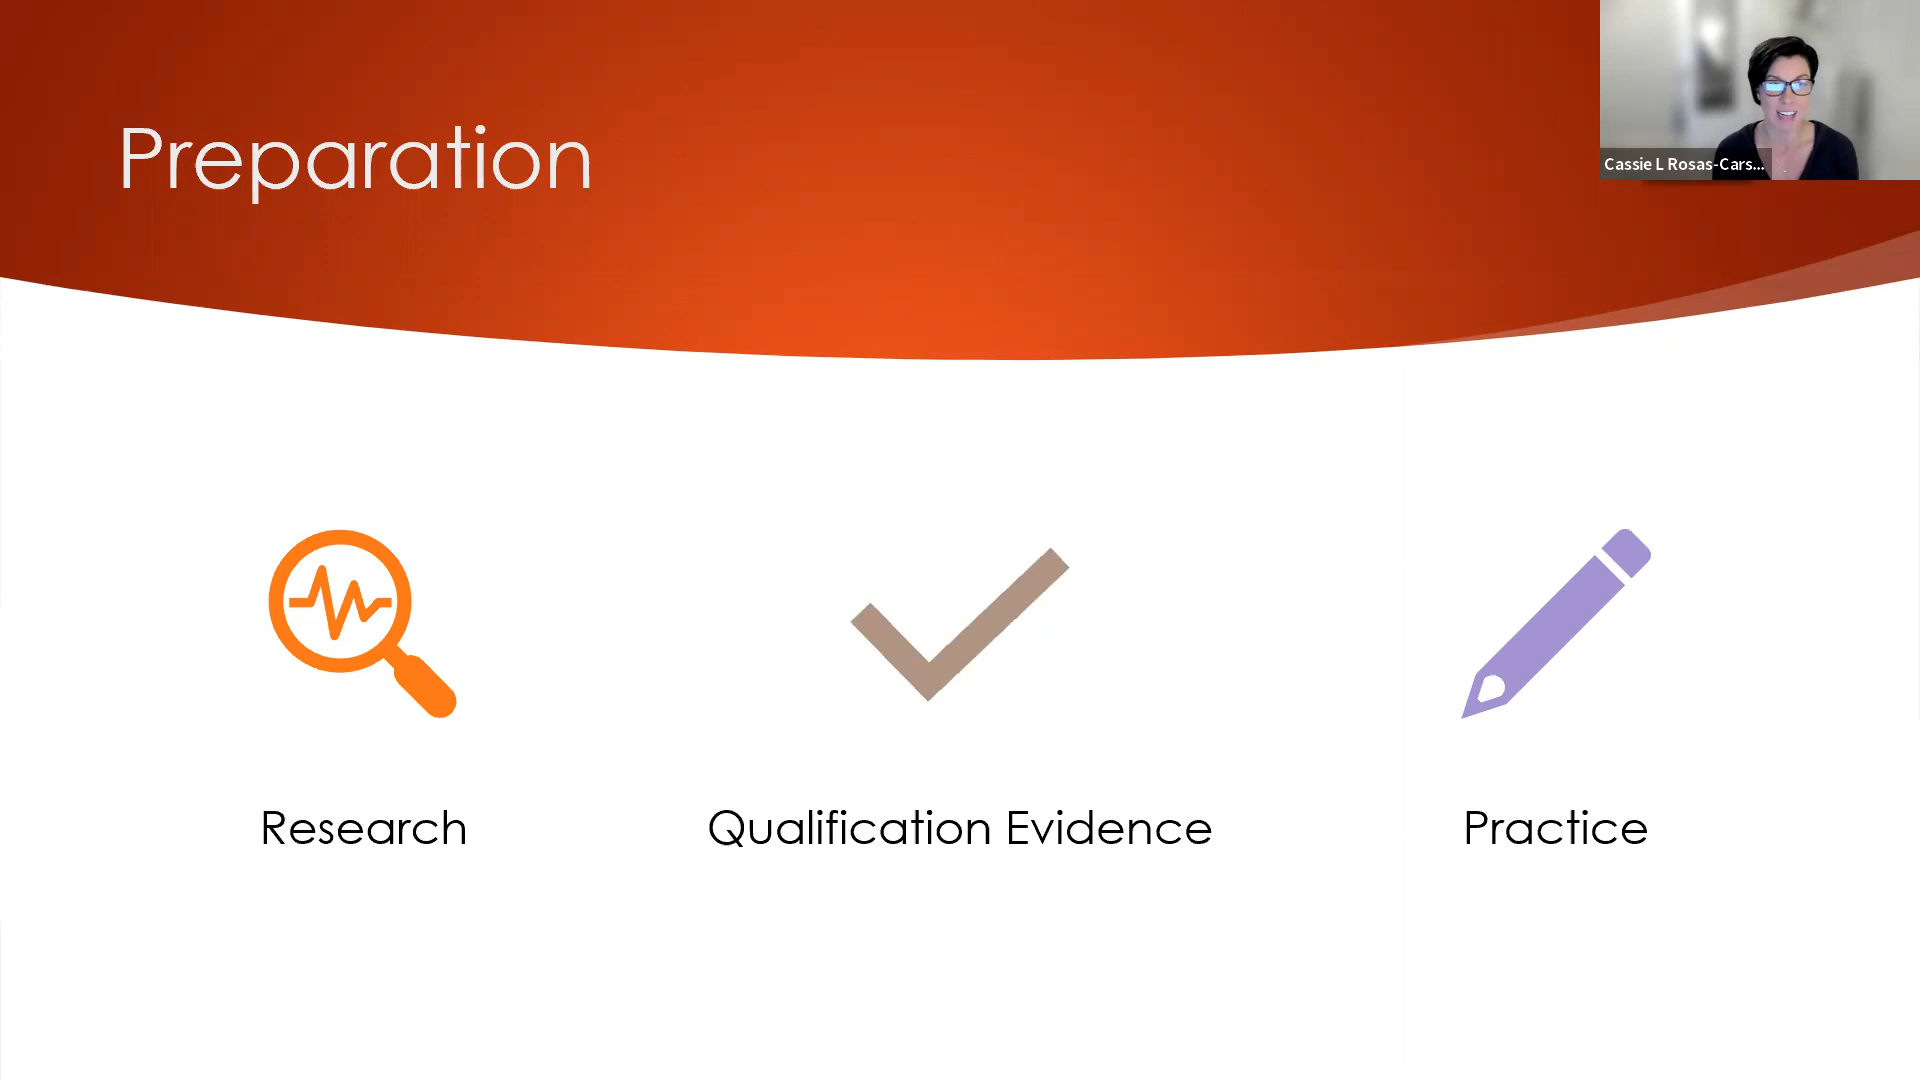 Preparation
Cassie L Rosas-Cars...
Research
Qualification Evidence
Practice